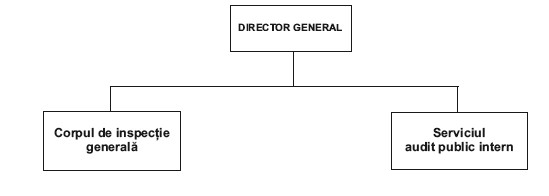 DIRECTOR GENERAL
Corpul de inspecție
generală
Serviciul
audit public intern